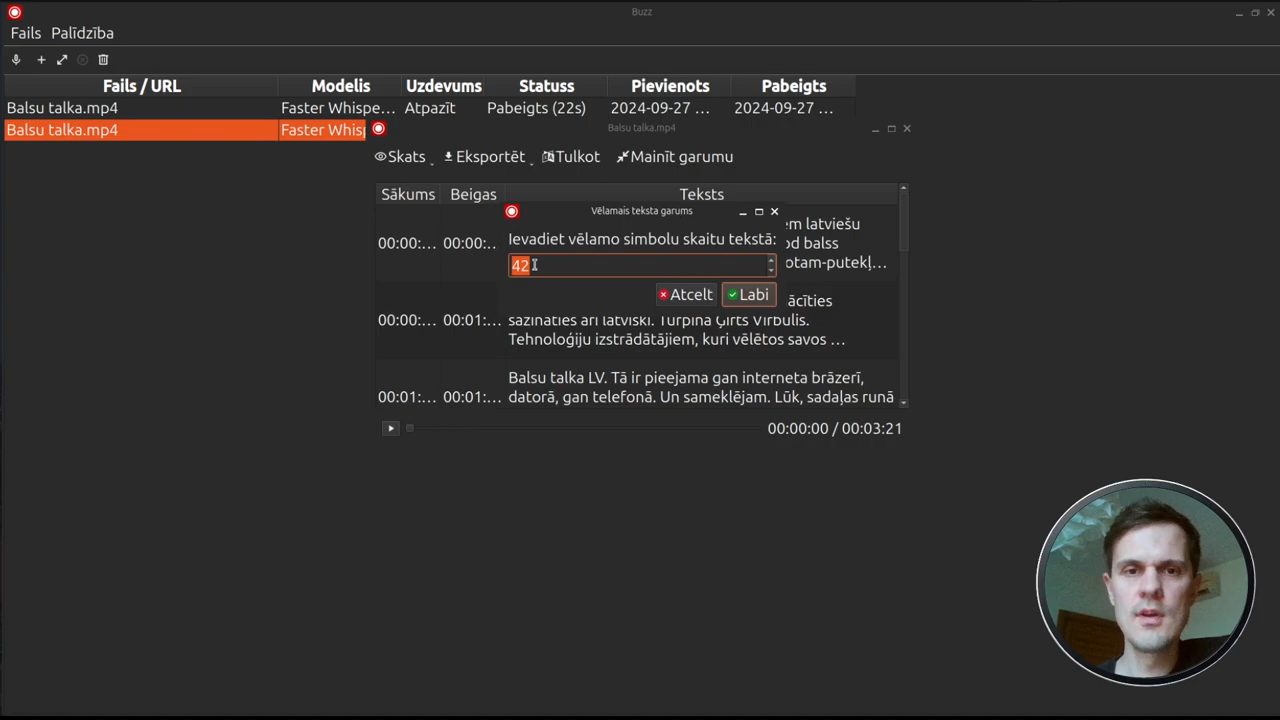 Buzz
Fails Palīdzība
Fails / URL Modelis Uzdevums Statuss Pievienots Pabeigts
Balsu talka.mp4 Faster Whispe... Atpazīt Pabeigts (22s) 2024-09-27 ... 2024-09-27 ...
Balsu talka.mp4 Faster Whisp
Balsu talka.mp4
Skats Eksportēt Tulkot Mainīt garumu
Sākums Beigas Teksts
Vēlamais teksta garums
em latviešu
Ievadiet vēlamo simbolu skaitu tekstā:
00:00:... 00:00:... od balss
42 otam-putekļ...
Atcelt Labi ācīties
00:00:... 00:01:... sazināties arī latviski. Turpina Ģirts Virbulis.
Tehnoloģiju izstrādātājiem, kuri vēlētos savos ...
Balsu talka LV. Tā ir pieejama gan interneta brāzerī,
00:01:... 00:01:... datorā, gan telefonā. Un sameklējam. Lūk, sadaļas runā
00:00:00 / 00:03:21